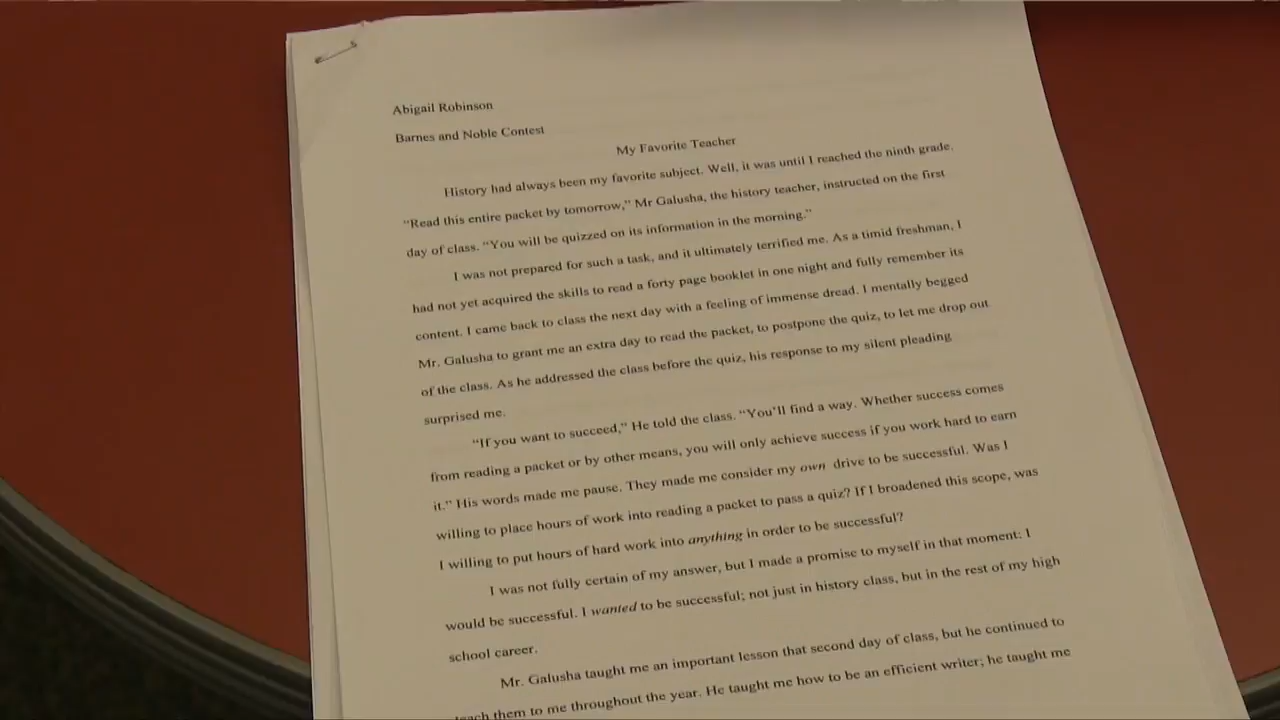 Abigail Robinson
Barnes and Noble Contest
My Favorite Teacher
History had always been my favorite subject. Well, it was until I reached the ninth grade.
“Read this entire packet by tomorrow,” Mr Galusha, the history teacher, instructed on the first
day of class. “You will be quizzed on its information in the morning.”
I was not prepared for such a task, and it ultimately terrified me. As a timid freshman, I
had not yet acquired the skills to read a forty page booklet in one night and fully remember its
content. I came back to class the next day with a feeling of immense dread. I mentally begged
Mr. Galusha to grant me an extra day to read the packet, to postpone the quiz, to let me drop out
of the class. As he addressed the class before the quiz, his response to my silent pleading
surprised me.
“If you want to succeed,” He told the class. “You’ll find a way. Whether success comes
from reading a packet or by other means, you will only achieve success if you work hard to earn
it.” His words made me pause. They made me consider my own drive to be successful. Was I
willing to place hours of work into reading a packet to pass a quiz? If I broadened this scope, was
I willing to put hours of hard work into anything in order to be successful?
I was not fully certain of my answer, but I made a promise to myself in that moment: I
would be successful. I wanted to be successful; not just in history class, but in the rest of my high
school career.
Mr. Galusha taught me an important lesson that second day of class, but he continued to
teach them to me throughout the year. He taught me how to be an efficient writer; he taught me